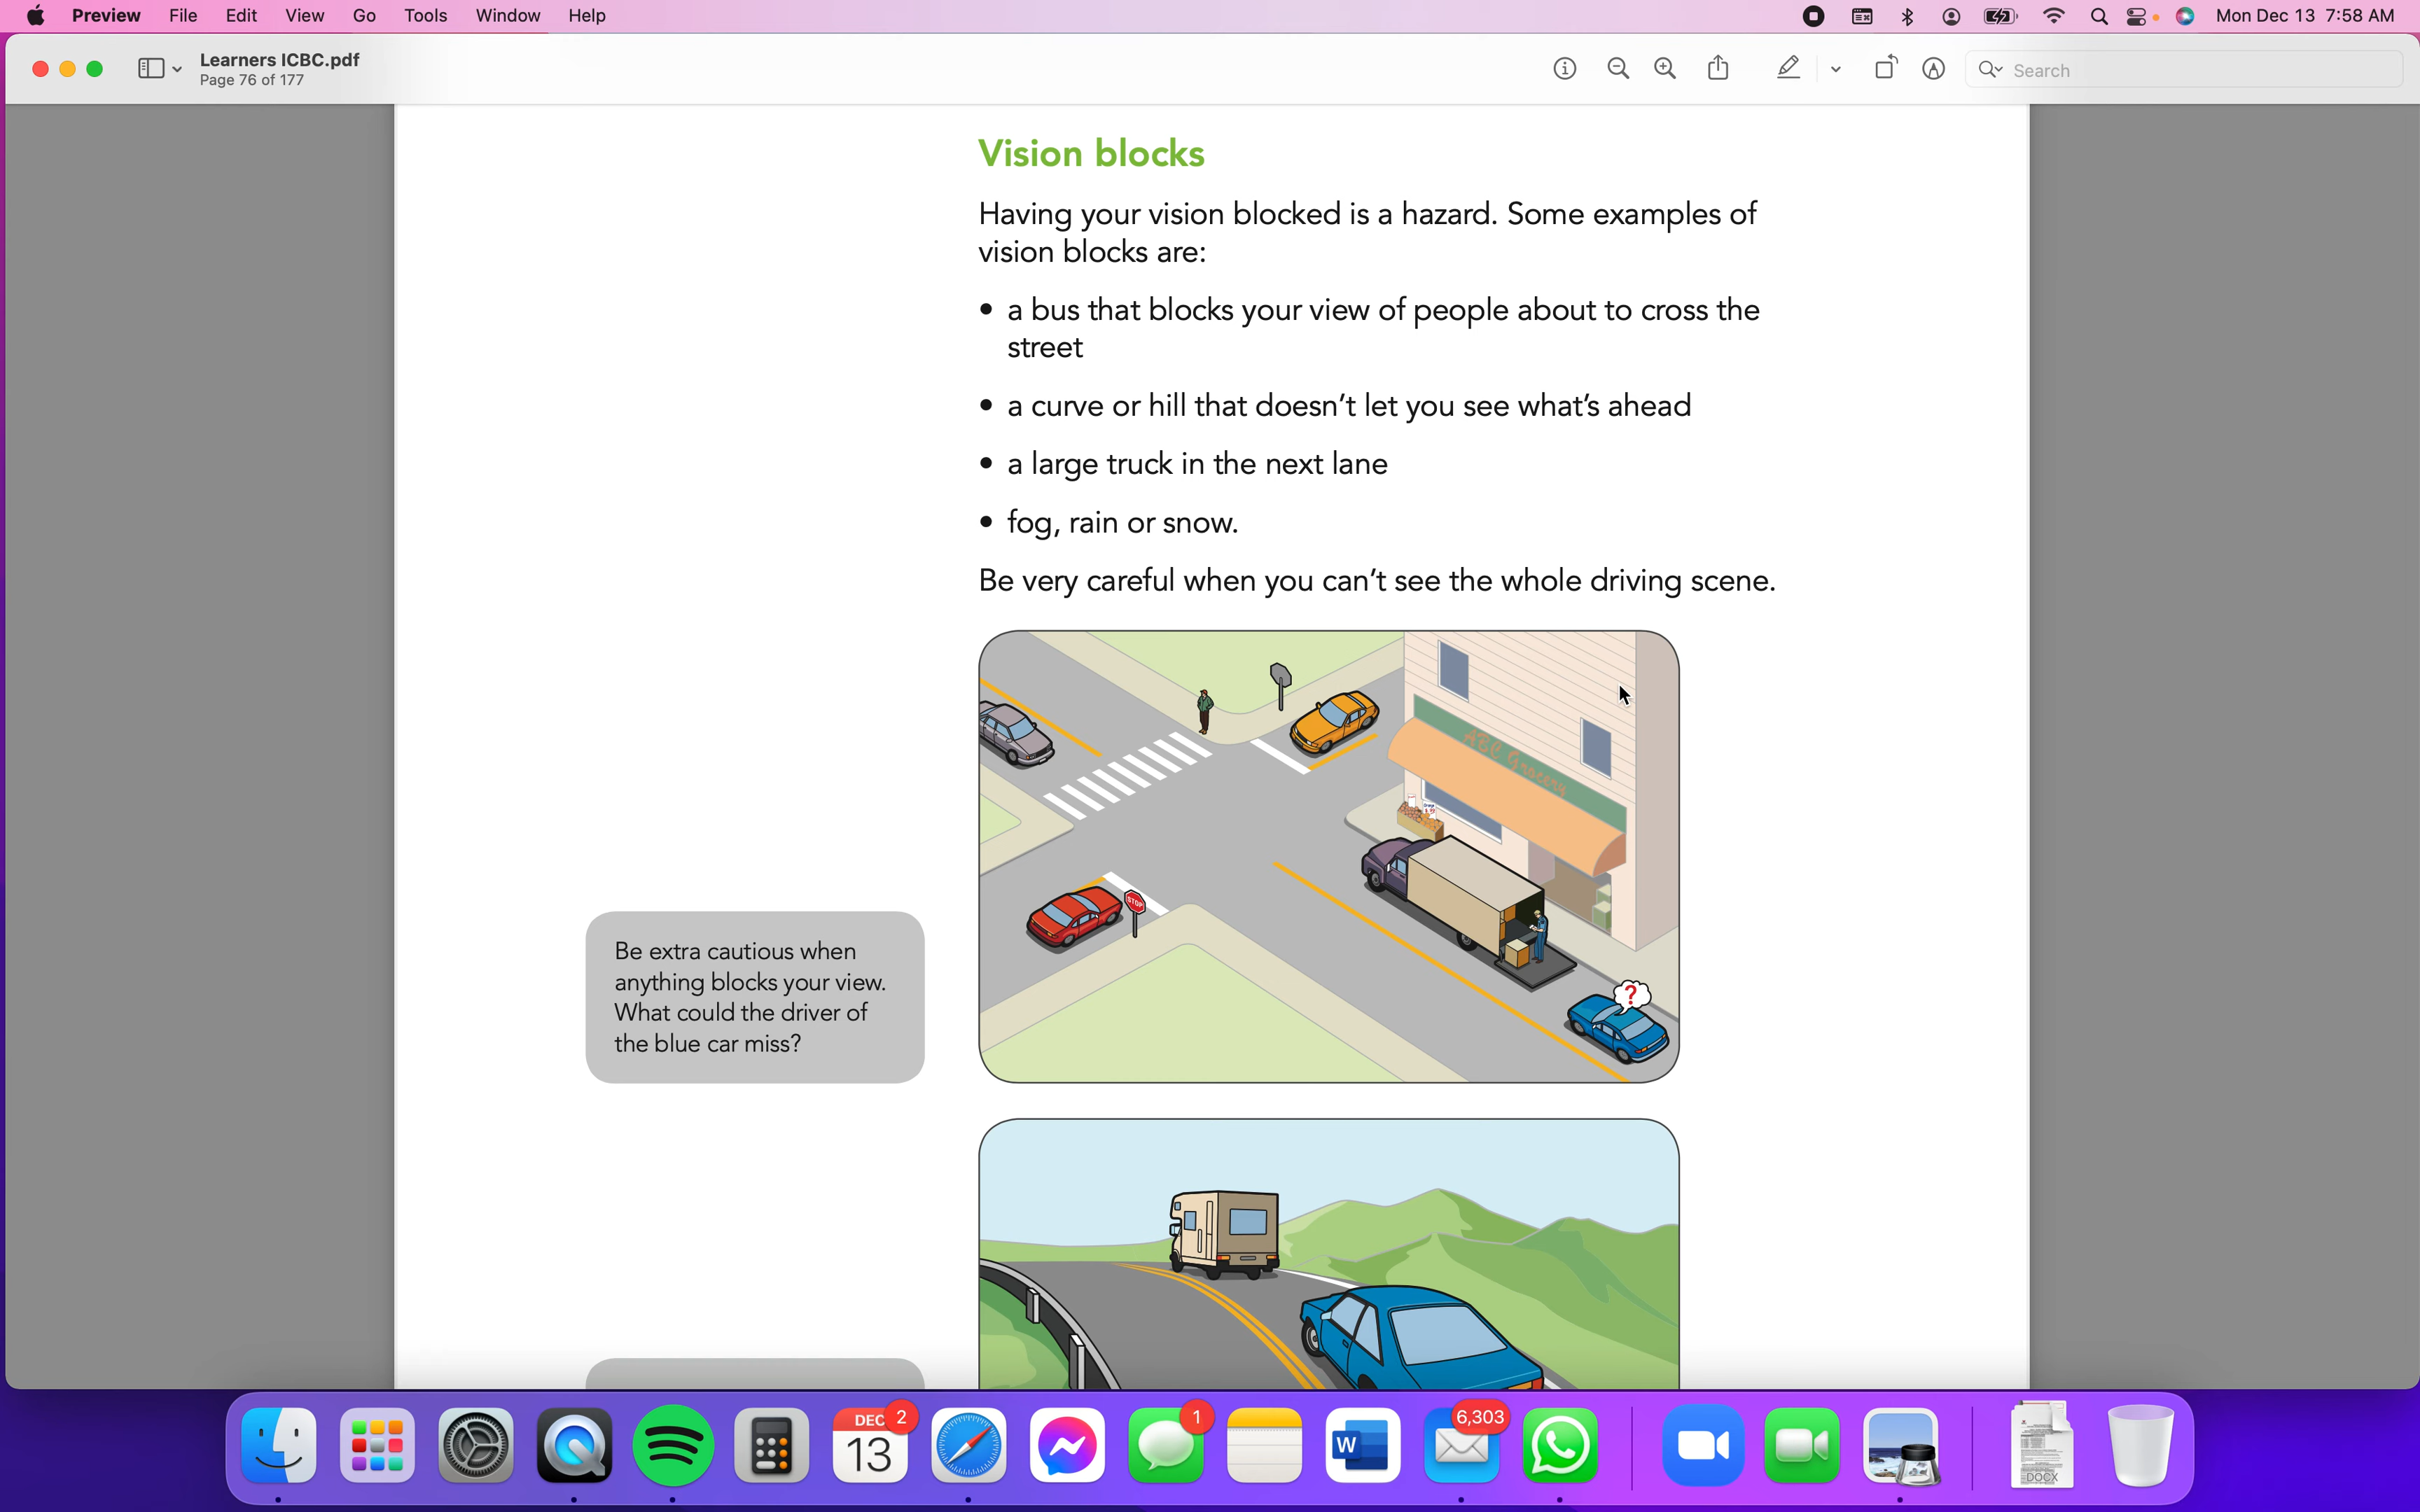 Preview File Edit View Go Tools Window Help
Mon Dec 13 7:58 AM
Learners ICBC.pdf
Page 76 of 177
Search
Vision blocks
Having your vision blocked is a hazard. Some examples of
vision blocks are:
• a bus that blocks your view of people about to cross the
street
• a curve or hill that doesn't let you see what's ahead
• a large truck in the next lane
• fog, rain or snow.
Be very careful when you can't see the whole driving scene.
ABC Grocery
STOP
?
Be extra cautious when
anything blocks your view.
What could the driver of
the blue car miss?
DEC 2
13
1
W
6,303
DOCX